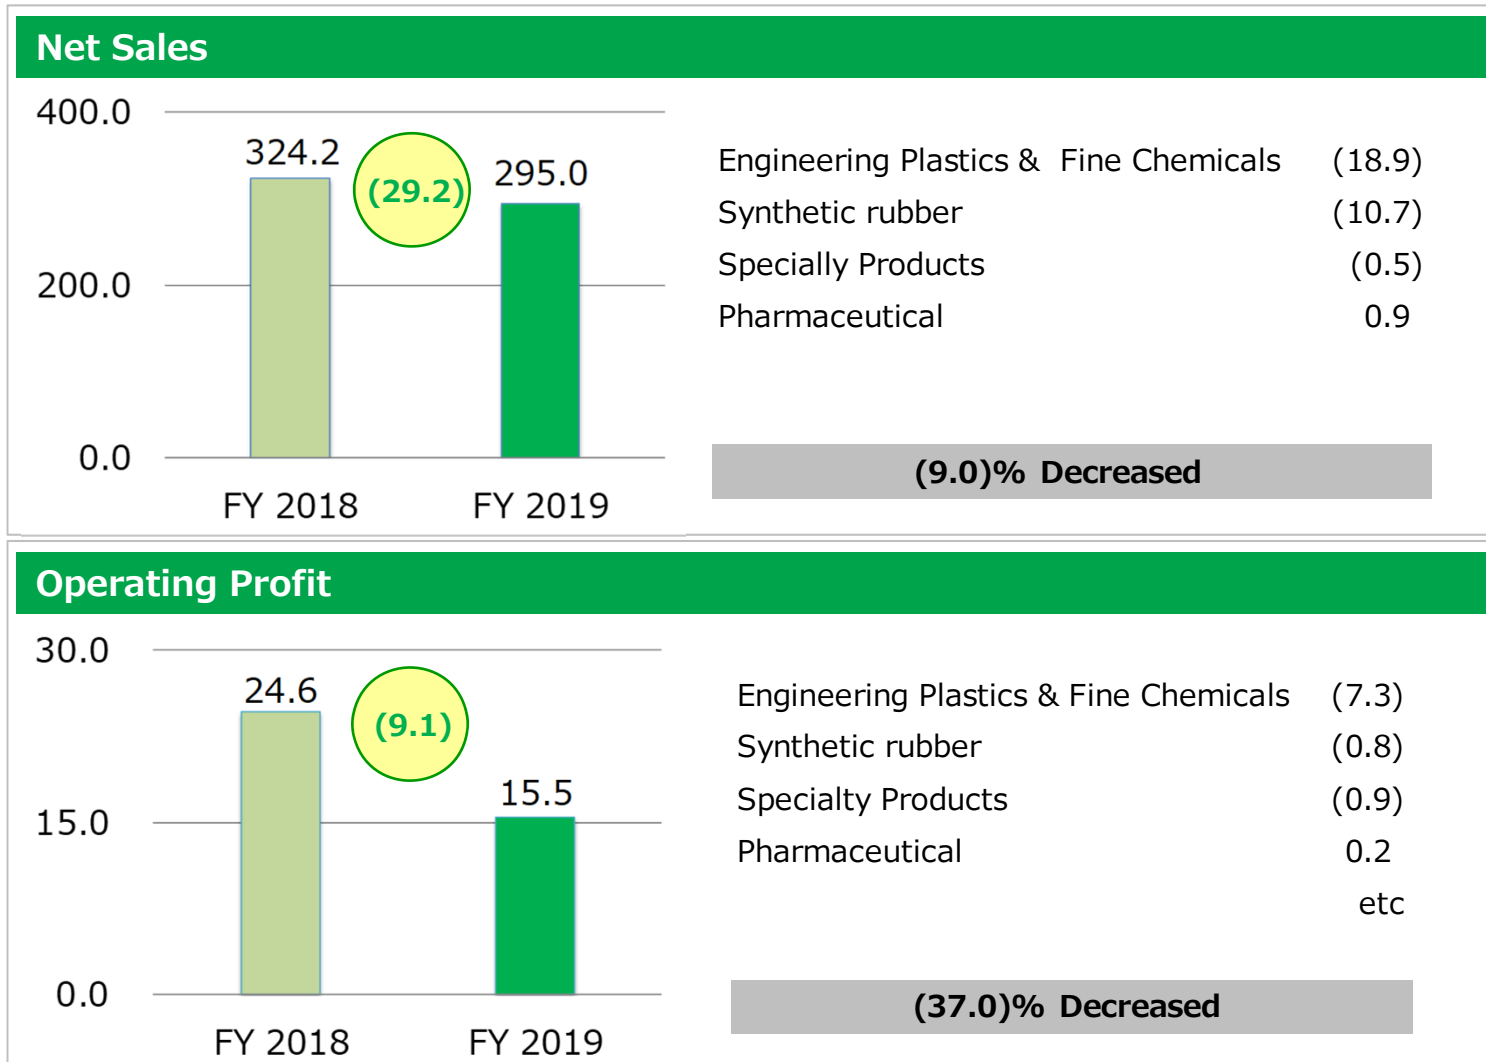 Net Sales
400.0
200.0
0.0
324.2
(29.2)
295.0
FY 2018
FY 2019
Engineering Plastics & Fine Chemicals (18.9)
Synthetic rubber (10.7)
Specially Products (0.5)
Pharmaceutical 0.9
(9.0)% Decreased
Operating Profit
30.0
15.0
0.0
24.6
(9.1)
15.5
FY 2018
FY 2019
Engineering Plastics & Fine Chemicals (7.3)
Synthetic rubber (0.8)
Specialty Products (0.9)
Pharmaceutical 0.2
etc
(37.0)% Decreased